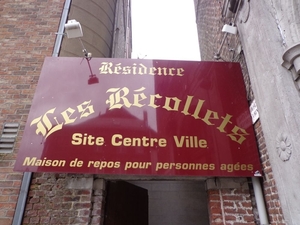 Résidence
Les Récollets
Site Centre Ville
Maison de repos pour personnes agées